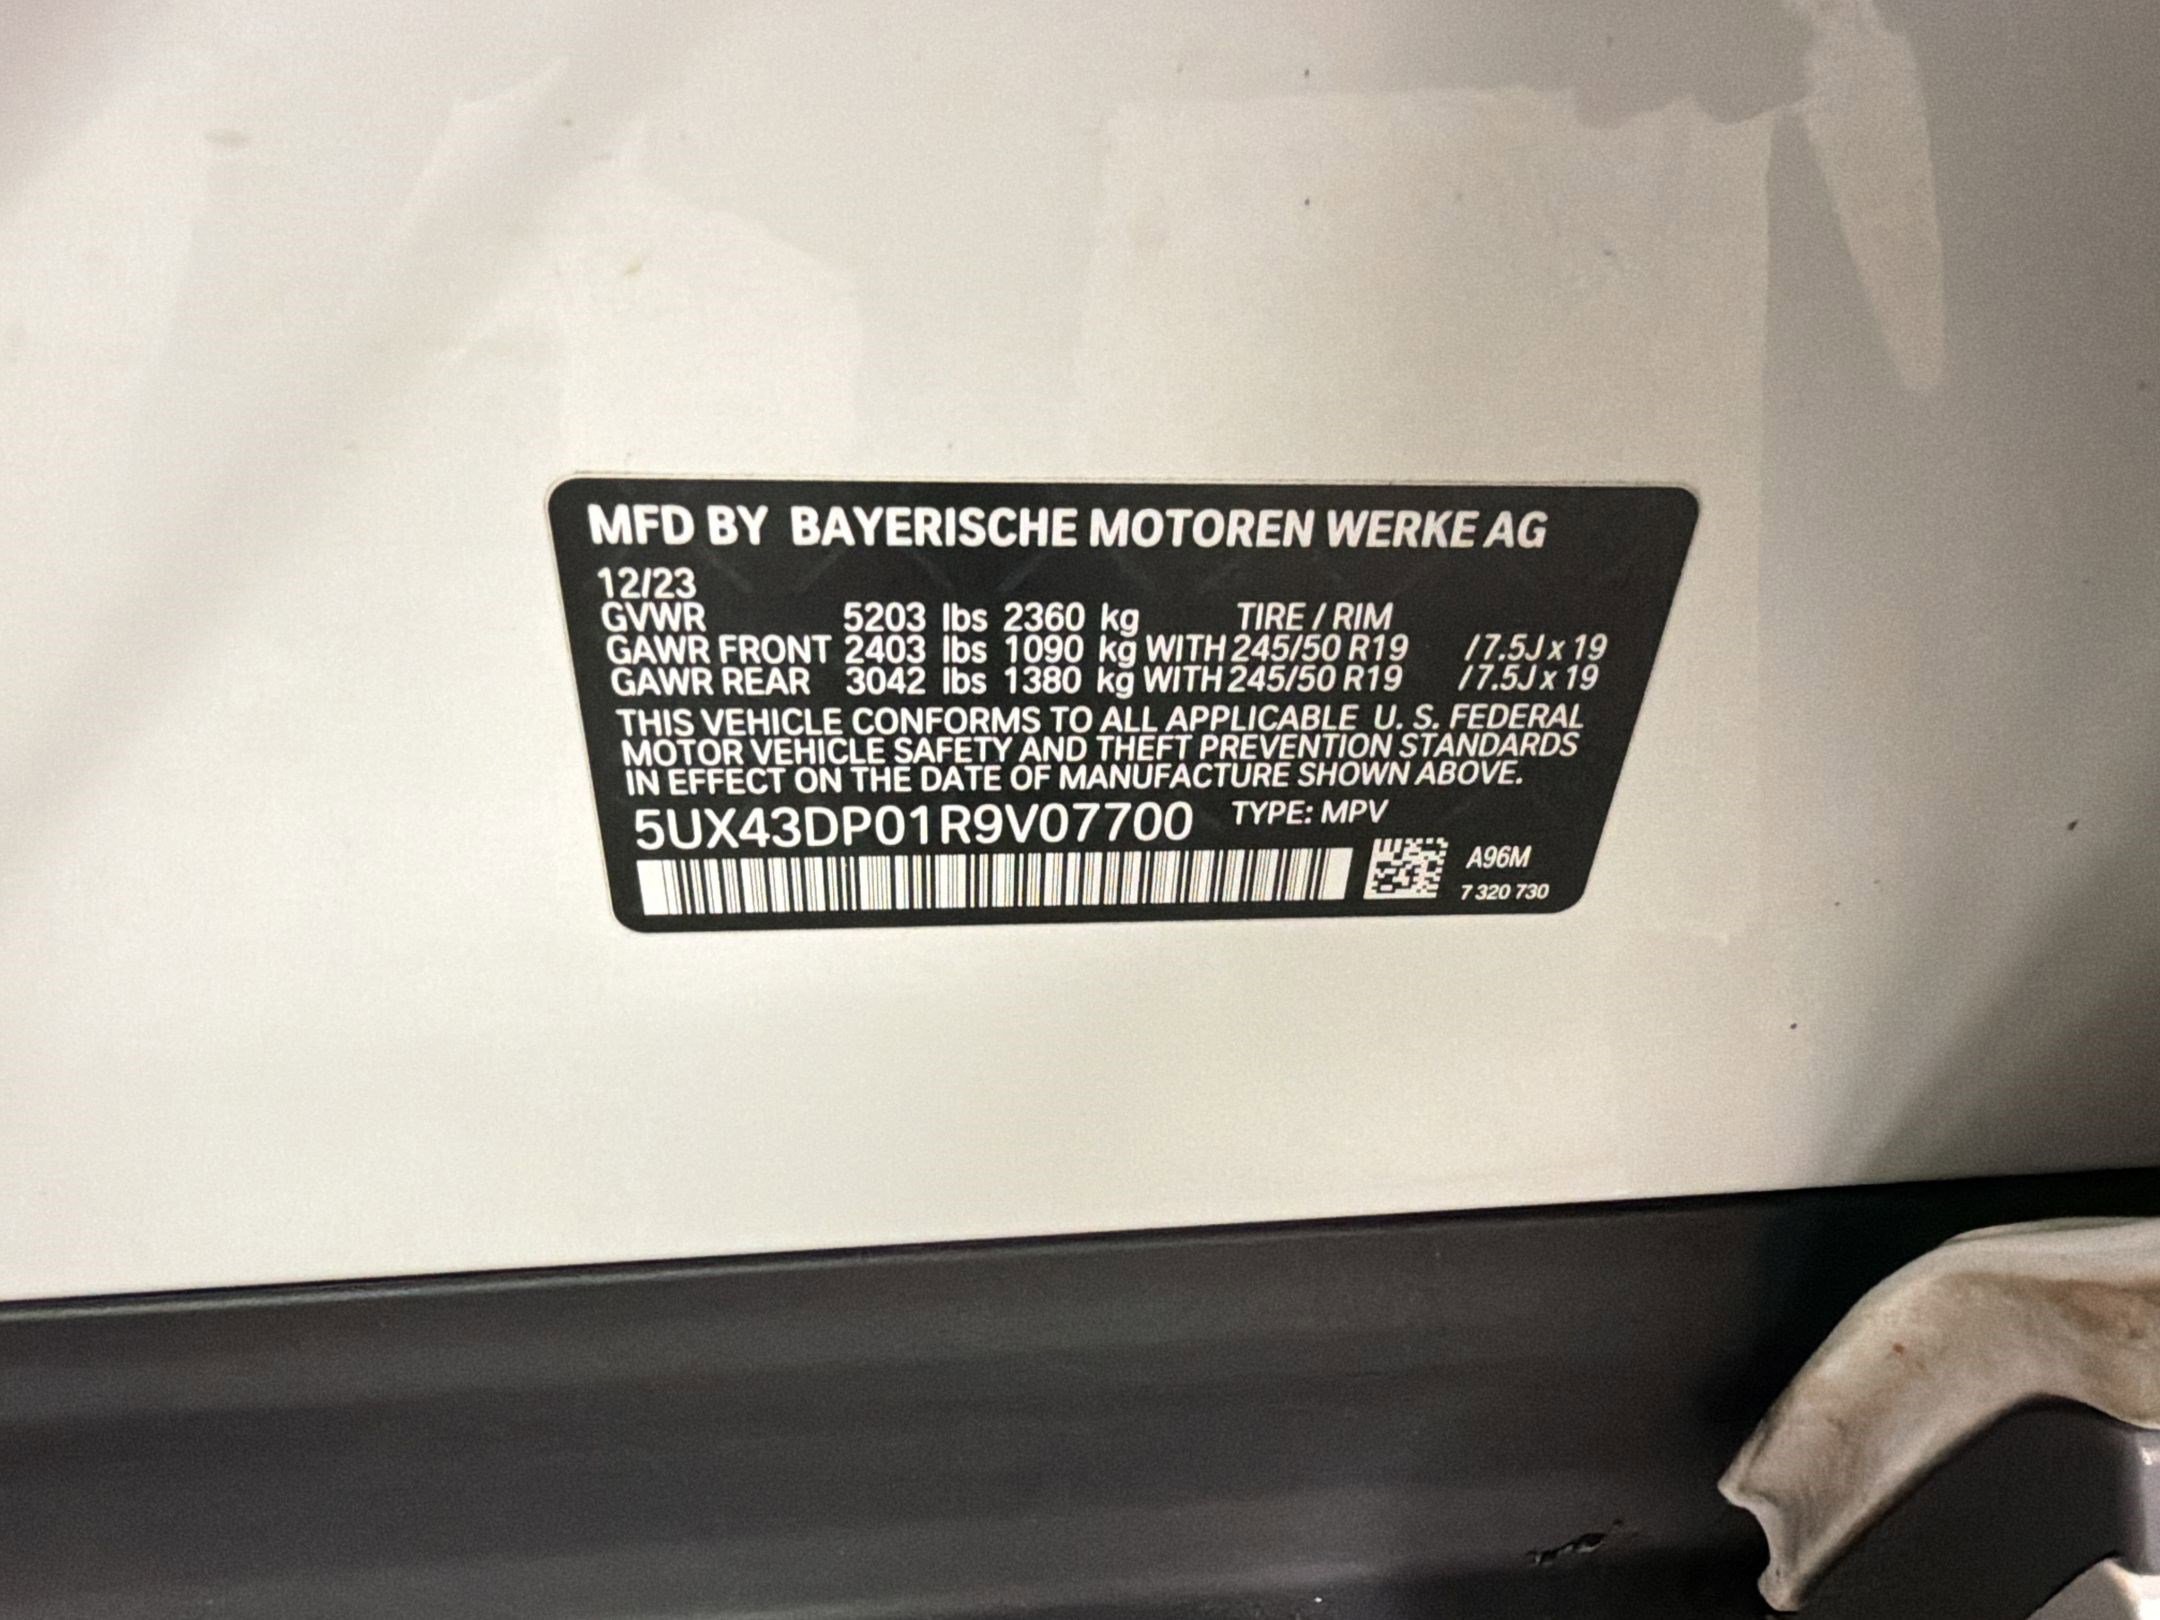 MFD BY BAYERISCHE MOTOREN WERKE AG
12/23
GVWR 5203 lbs 2360 kg TIRE / RIM
GAWR FRONT 2403 lbs 1090 kg WITH 245/50 R19 / 7.5J x 19
GAWR REAR 3042 lbs 1380 kg WITH 245/50 R19 / 7.5J x 19
THIS VEHICLE CONFORMS TO ALL APPLICABLE U. S. FEDERAL
MOTOR VEHICLE SAFETY AND THEFT PREVENTION STANDARDS
IN EFFECT ON THE DATE OF MANUFACTURE SHOWN ABOVE.
5UX43DP01R9V07700 TYPE: MPV
A96M
7 320 730